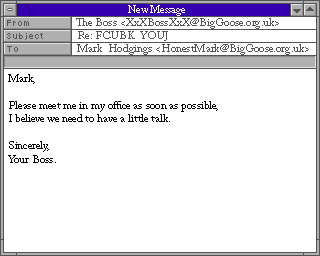 New Message
From The Boss <XxXBossXxX@BigGoose.org.uk>
Subject Re: FCUBK YOUJ
To Mark Hodgings <HonestMark@BigGoose.org.uk>
Mark,
Please meet me in my office as soon as possible,
I believe we need to have a little talk.
Sincerely,
Your Boss.